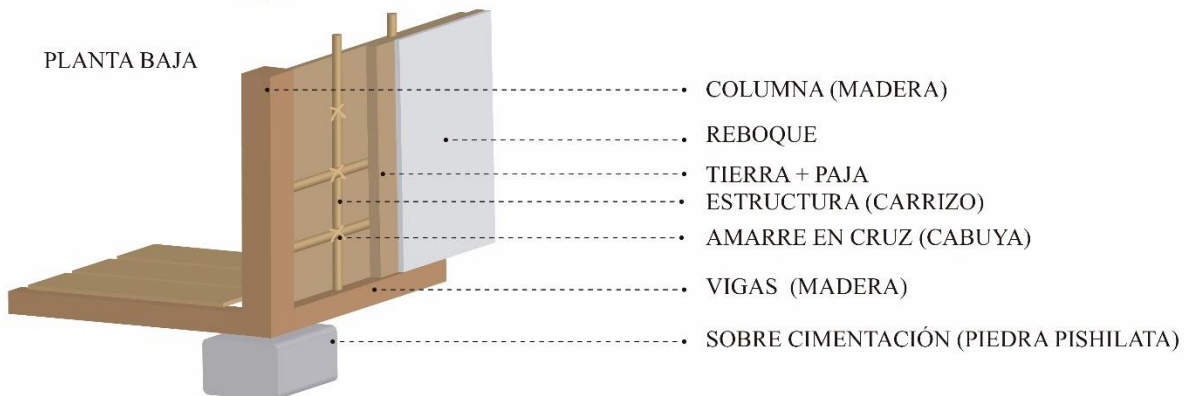 PLANTA BAJA
COLUMNA (MADERA)
REBOQUE
TIERRA + PAJA
ESTRUCTURA (CARRIZO)
AMARRE EN CRUZ (CABUYA)
VIGAS (MADERA)
SOBRE CIMENTACIÓN (PIEDRA PISHILATA)